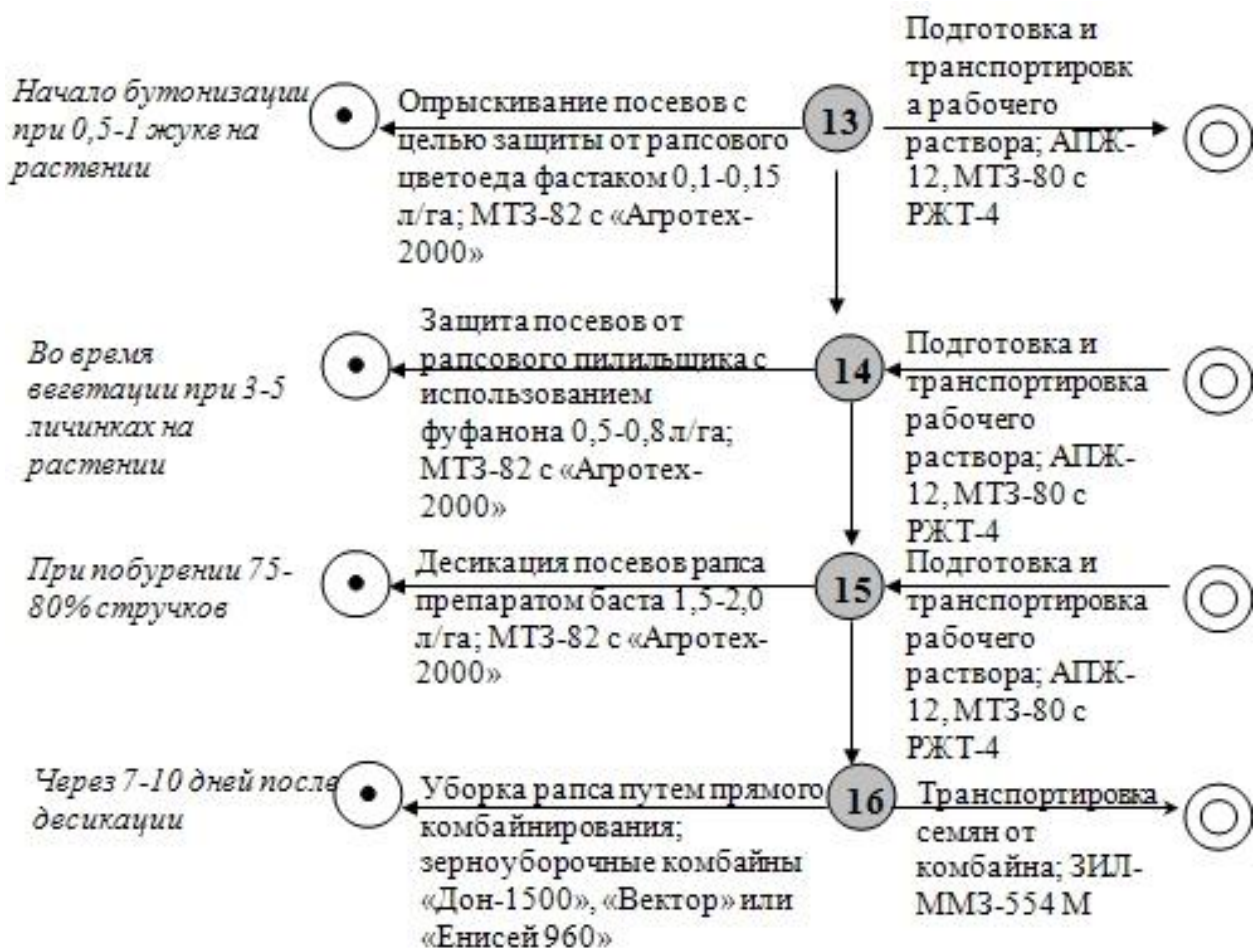 Начало бутонизации
при 0,5-1 жуке на
растении
Опрыскивание посевов с
целью защиты от рапсового
цветоеда фастаком 0,1-0,15
л/га; МТЗ-82 с «Агротех-
2000»
13
Подготовка и
транспортировк
а рабочего
раствора; АПЖ-
12, МТЗ-80 с
РЖТ-4
Во время
вегетации при 3-5
личинках на
растении
Защита посевов от
рапсового пилильщика с
использованием
фуфанона 0,5-0,8 л/га;
МТЗ-82 с «Агротех-
2000»
14
Подготовка и
транспортировка
рабочего
раствора; АПЖ-
12, МТЗ-80 с
РЖТ-4
При побурении 75-
80% стручков
Десикация посевов рапса
препаратом баста 1,5-2,0
л/га; МТЗ-82 с «Агротех-
2000»
15
Подготовка и
транспортировка
рабочего
раствора; АПЖ-
12, МТЗ-80 с
РЖТ-4
Через 7-10 дней после
десикации
Уборка рапса путем прямого
комбайнирования;
зерноуборочные комбайны
«Дон-1500», «Вектор» или
«Енисей 960»
16
Транспортировка
семян от
комбайна; ЗИЛ-
ММЗ-554 М